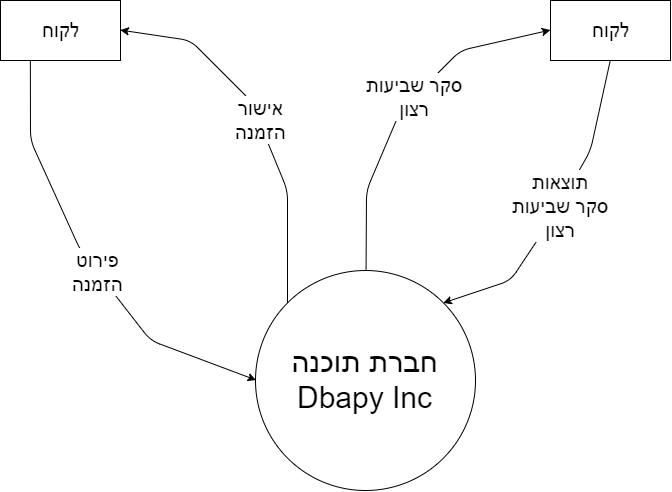 לקוח
לקוח
סקר שביעות
רצון
אישור
הזמנה
תוצאות
סקר שביעות
רצון
פירוט
הזמנה
חברת תוכנה
Dbapy Inc